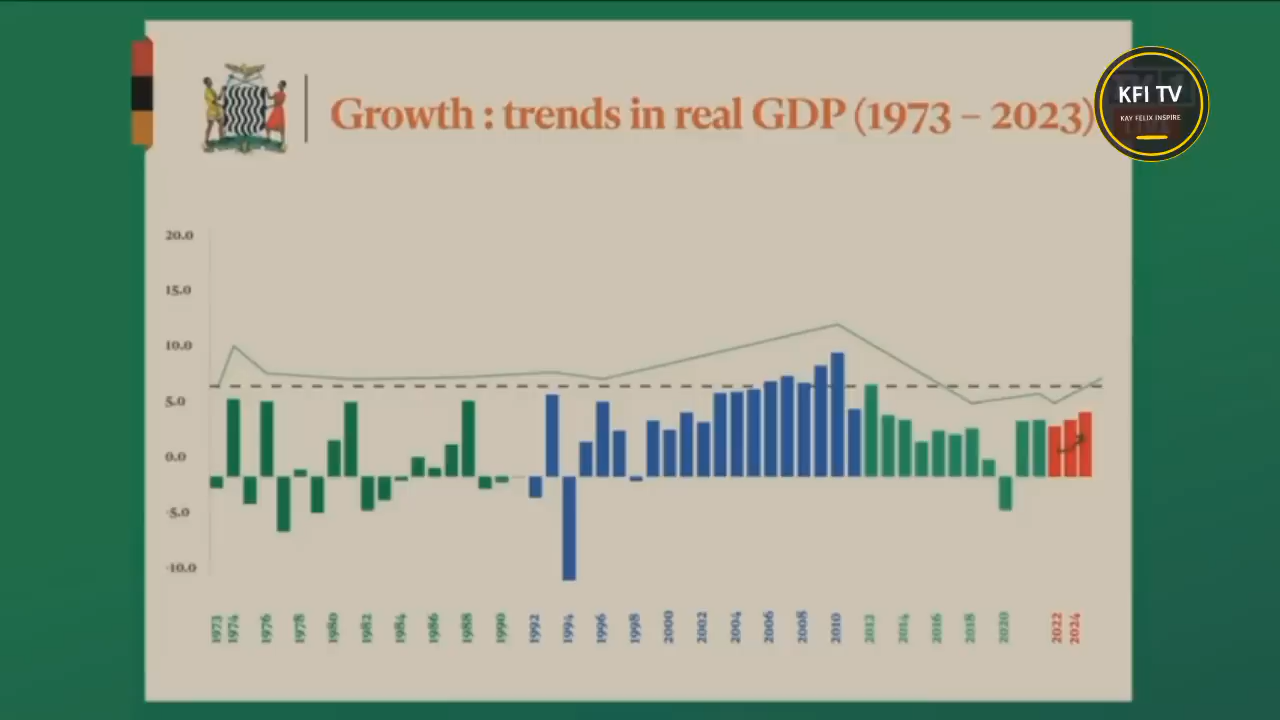 Growth : trends in real GDP (1973 – 2023)
KFI TV
KAY FELIX INSPIRE
20.0
15.0
10.0
5.0
0.0
-5.0
-10.0
1973 1974 1976 1978 1980 1982 1984 1986 1988 1990 1992 1994 1996 1998 2000 2002 2004 2006 2008 2010 2012 2014 2016 2018 2020 2022 2024